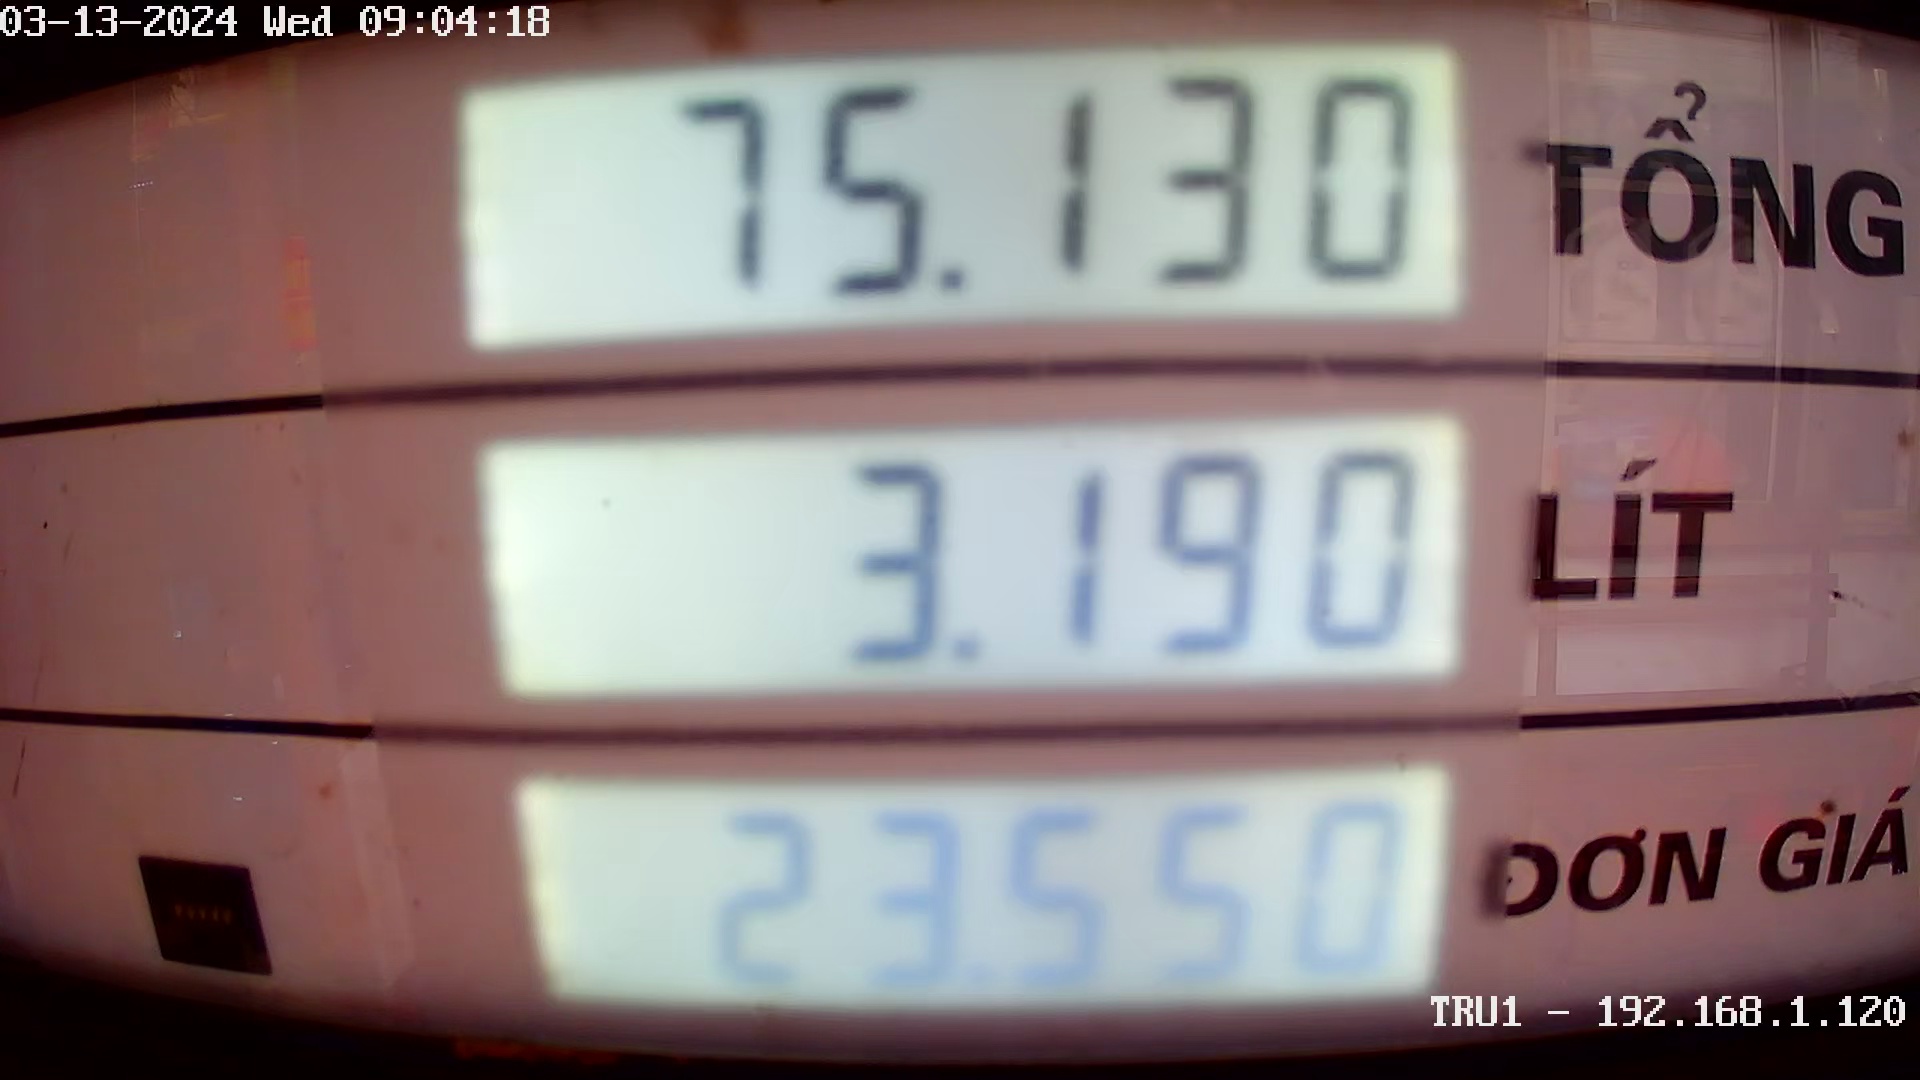 03-13-2024 Wed 09:04:18
75.130 TỔNG
3.190 LÍT
23.550 ĐƠN GIÁ
TRU1 - 192.168.1.120